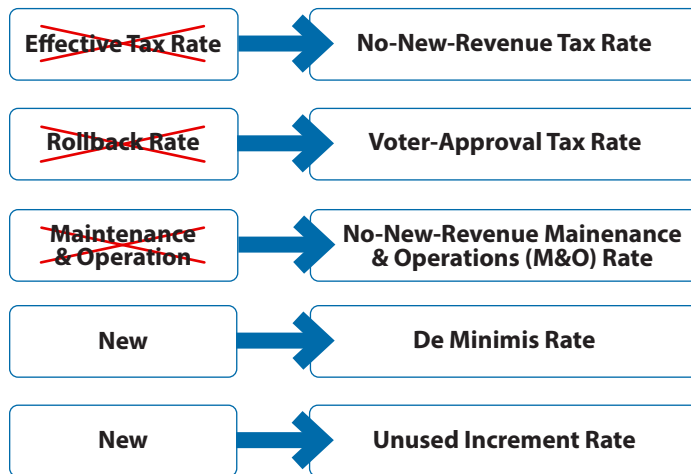 Effective Tax Rate
No-New-Revenue Tax Rate
Rollback Rate
Voter-Approval Tax Rate
Maintenance
& Operation
No-New-Revenue Mainenance
& Operations (M&O) Rate
New
De Minimis Rate
New
Unused Increment Rate